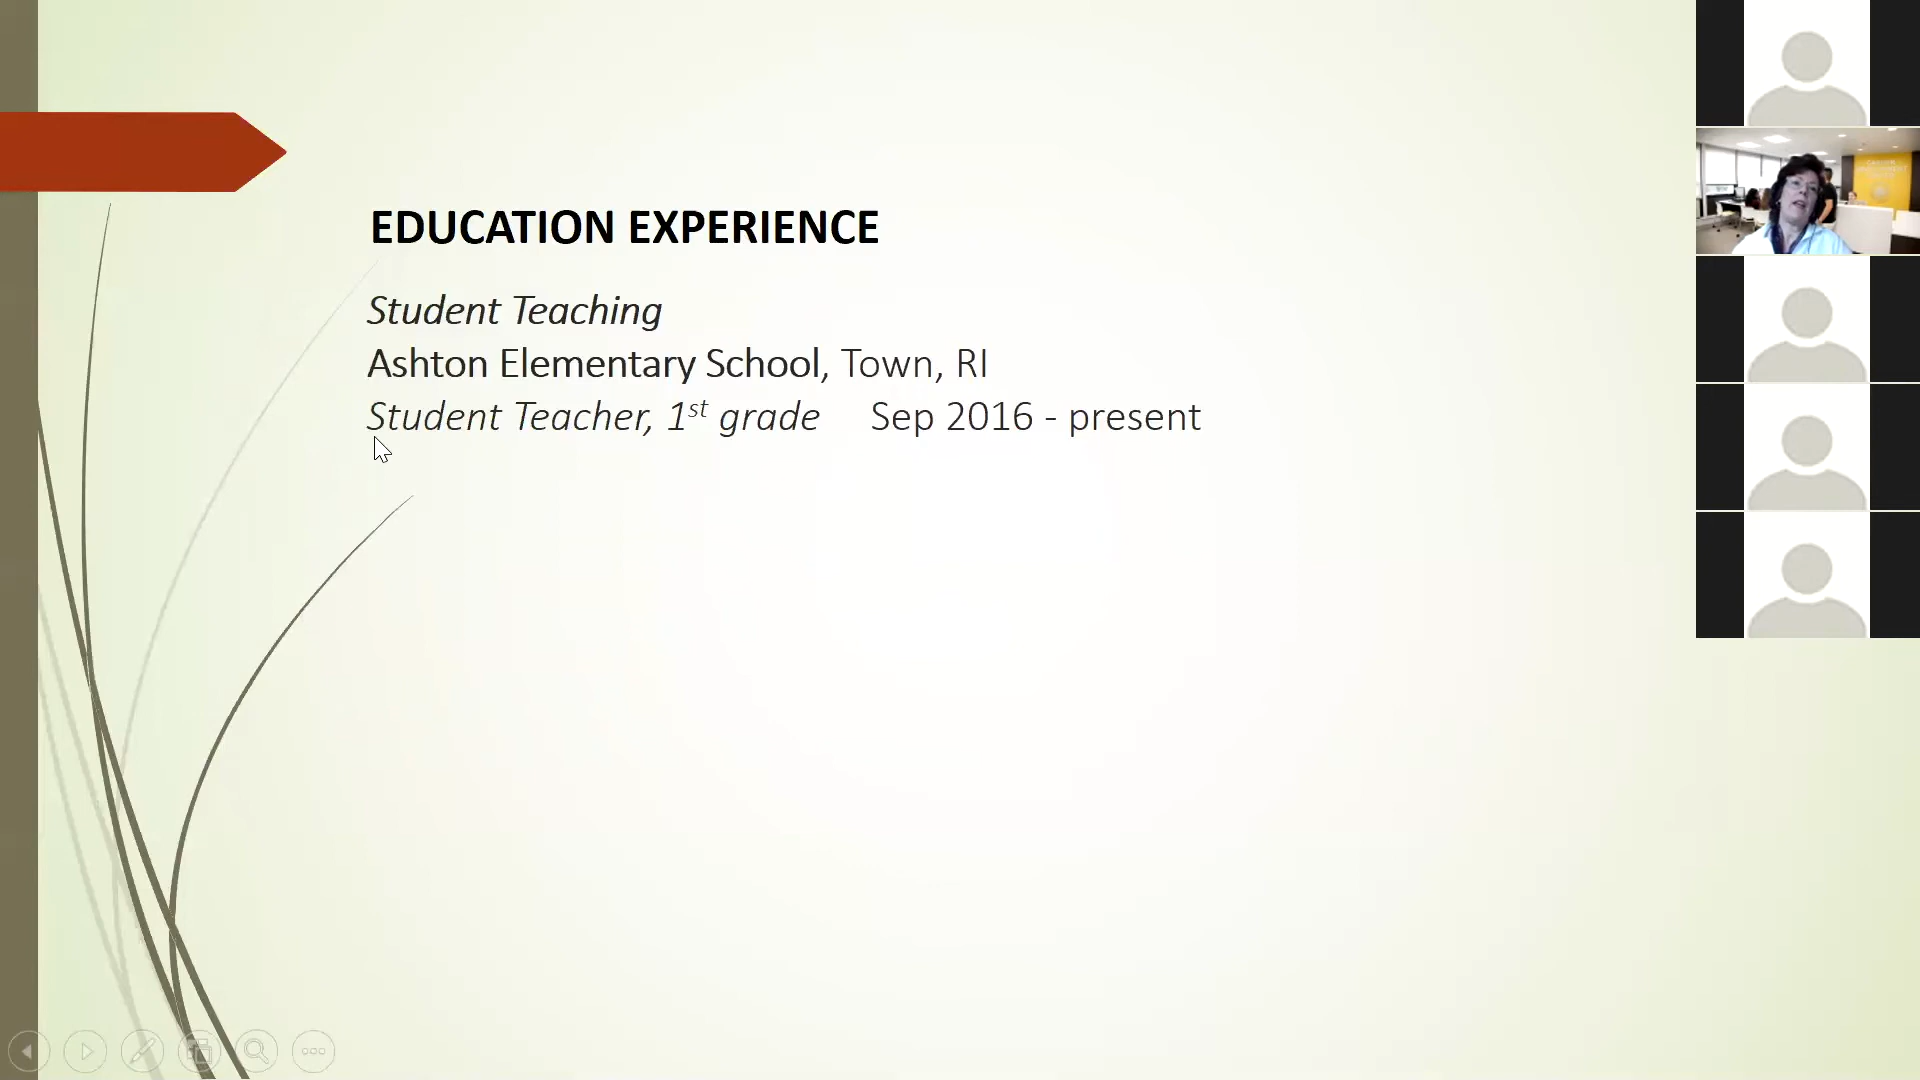 EDUCATION EXPERIENCE
Student Teaching
Ashton Elementary School, Town, RI
Student Teacher, 1st grade Sep 2016 - present